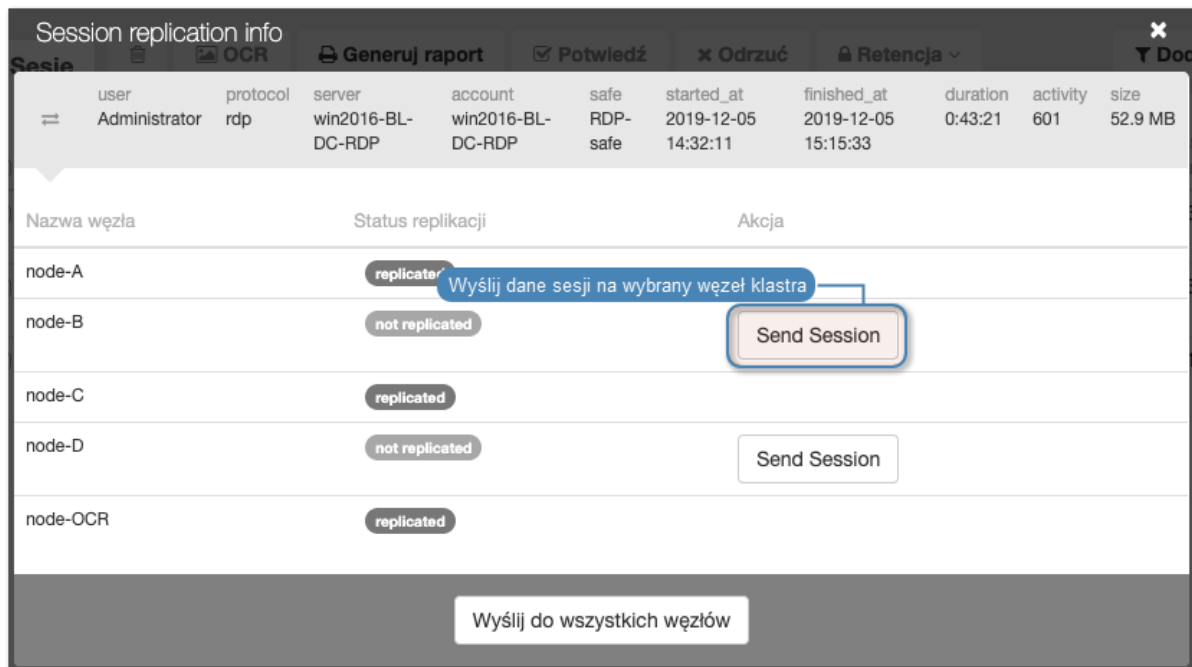 Session replication info
Sesje OCR Generuj raport Potwiedź Odrzuć Retencja
user protocol server account safe started_at finished_at duration activity size
Administrator rdp win2016-BL- win2016-BL- RDP- 2019-12-05 2019-12-05 0:43:21 601 52.9 MB
DC-RDP DC-RDP safe 14:32:11 15:15:33
Nazwa węzła Status replikacji Akcja
node-A replicated
Wyślij dane sesji na wybrany węzeł klastra
node-B not replicated Send Session
node-C replicated
node-D not replicated Send Session
node-OCR replicated
Wyślij do wszystkich węzłów